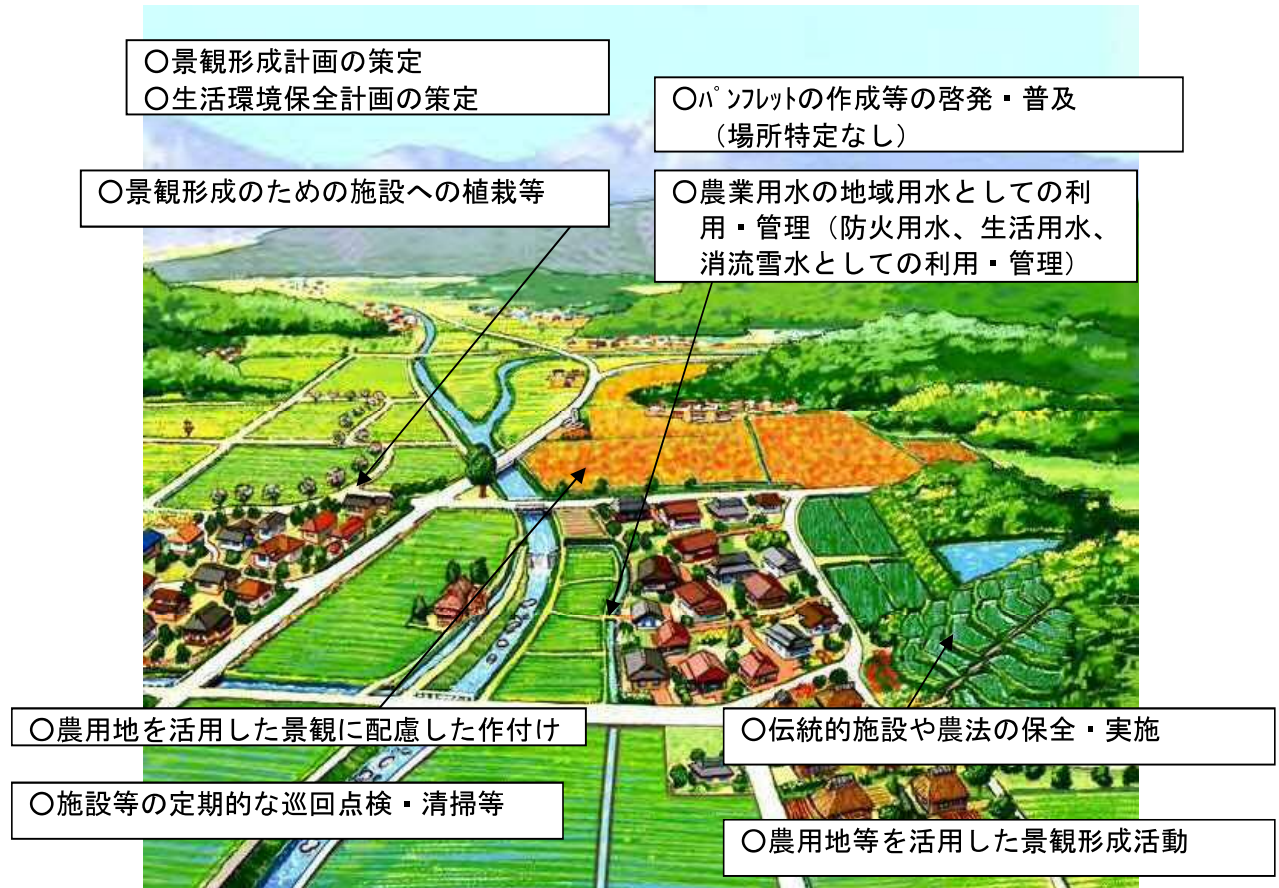 ○景観形成計画の策定
○生活環境保全計画の策定
○ﾊﾟﾝﾌﾚｯﾄの作成等の啓発・普及
（場所特定なし）
○景観形成のための施設への植栽等
○農業用水の地域用水としての利
用・管理（防火用水、生活用水、
消流雪水としての利用・管理）
○農用地を活用した景観に配慮した作付け
○伝統的施設や農法の保全・実施
○施設等の定期的な巡回点検・清掃等
○農用地等を活用した景観形成活動